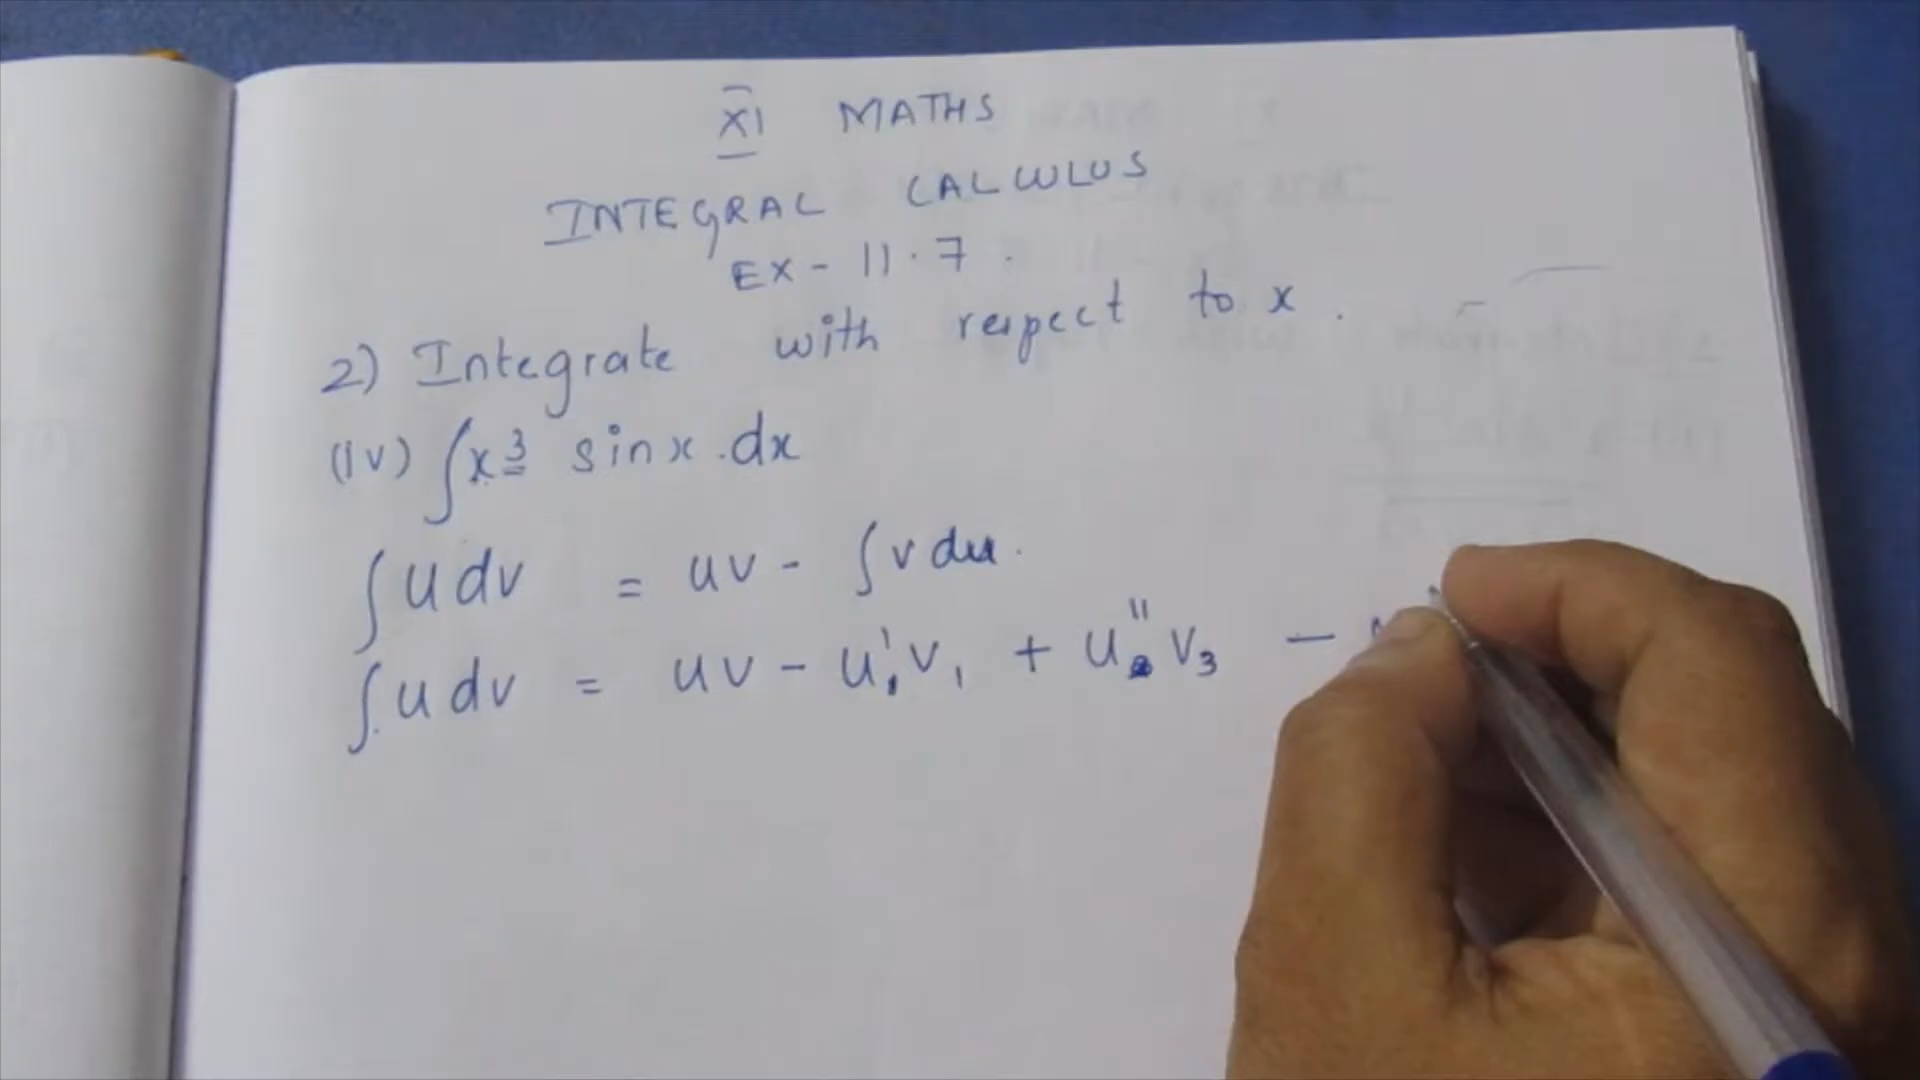 XI MATHS
INTEGRAL CALCULUS
EX - 11.7.
2) Integrate with respect to x.
(iv) ∫x³ sin x.dx
∫u dv = uv - ∫v du.
∫u dv = uv - u'v₁ + u''v₃ -